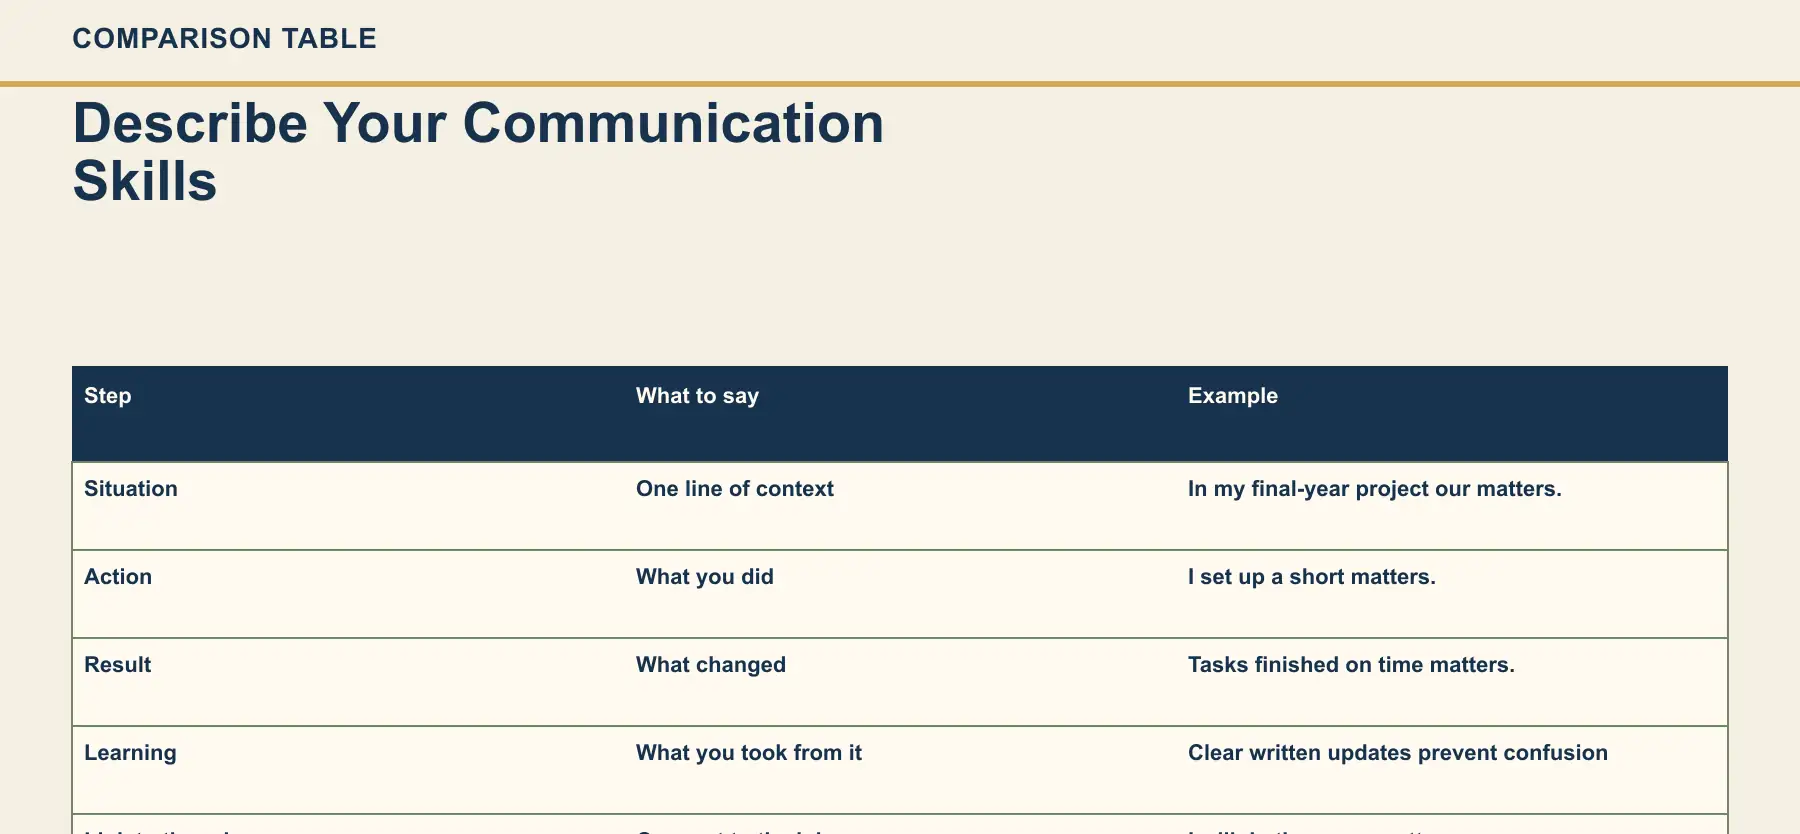 COMPARISON TABLE
Describe Your Communication
Skills
Step What to say Example
Situation One line of context In my final-year project our matters.
Action What you did I set up a short matters.
Result What changed Tasks finished on time matters.
Learning What you took from it Clear written updates prevent confusion